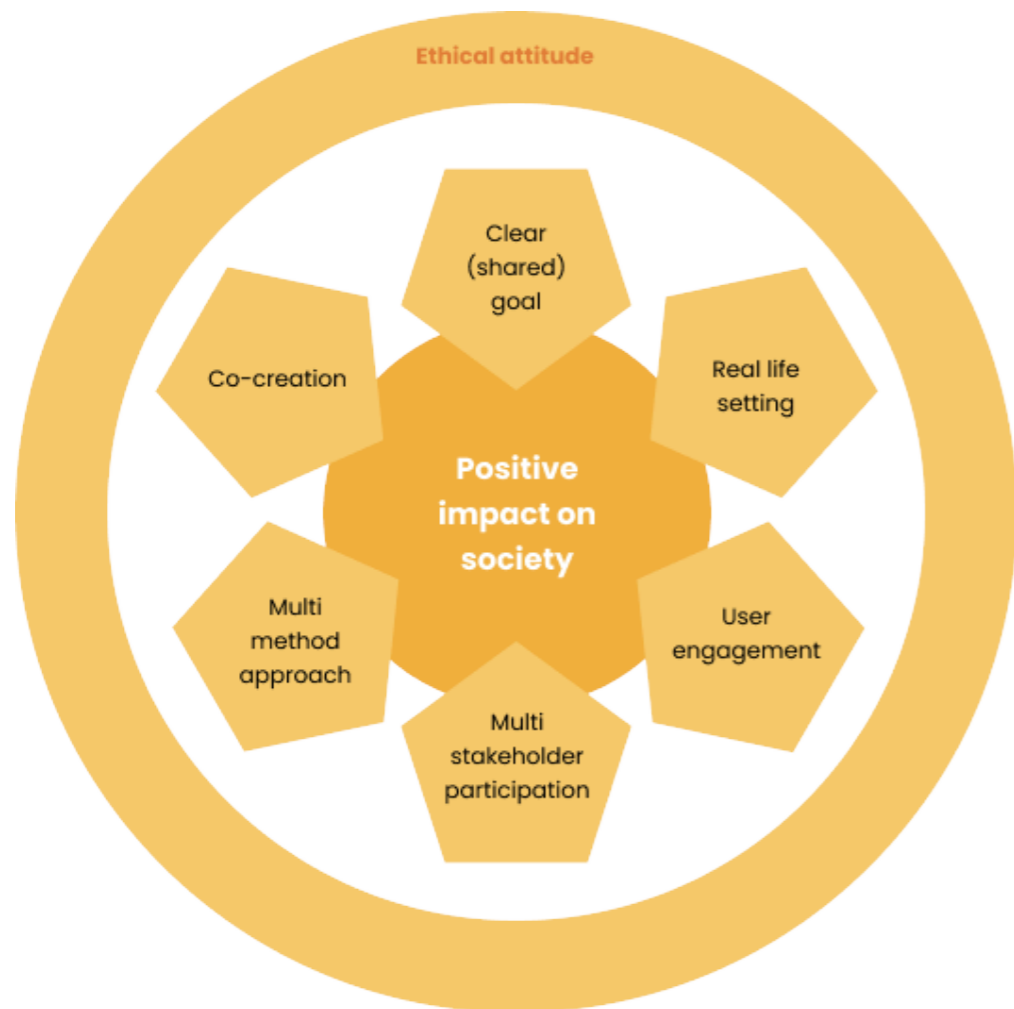 Ethical attitude
Clear
(shared)
goal
Co-creation
Real life
setting
Positive
impact on
society
Multi
method
approach
User
engagement
Multi
stakeholder
participation